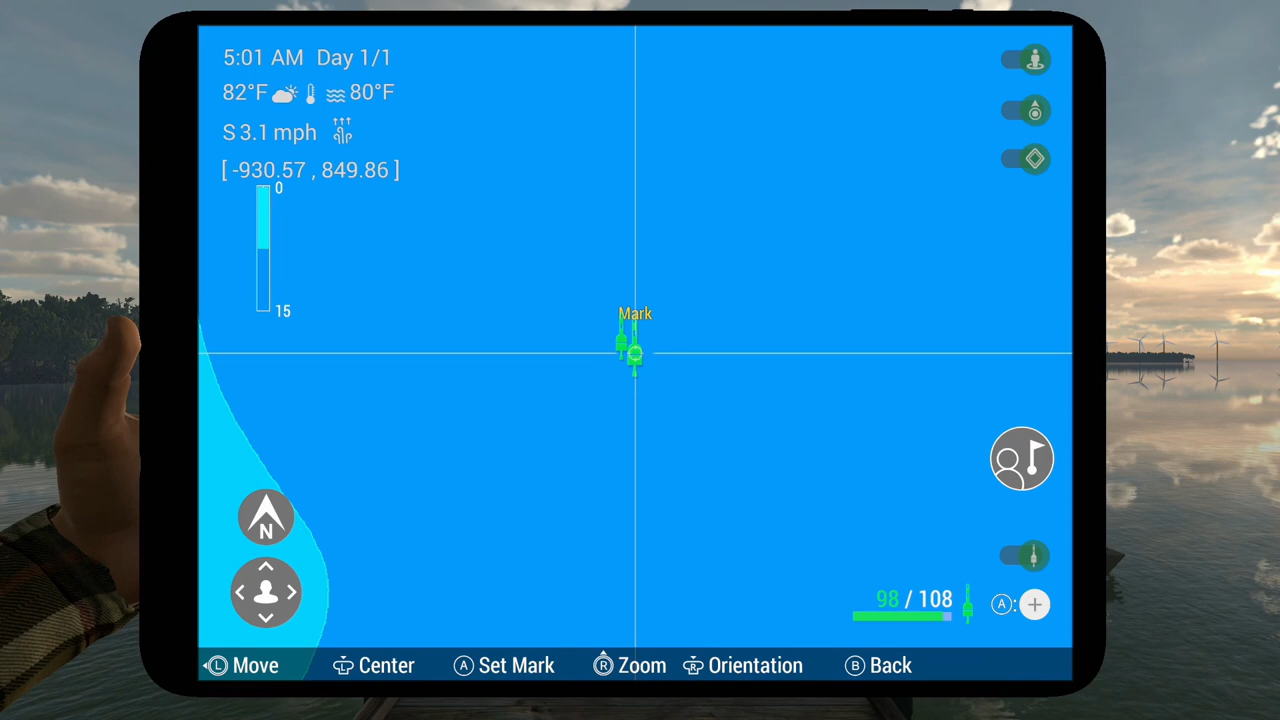 5:01 AM Day 1/1
82°F 80°F
S 3.1 mph
[ -930.57 , 849.86 ]
0
15
Mark
N
98 / 108
A :
L Move L Center A Set Mark R Zoom R Orientation B Back